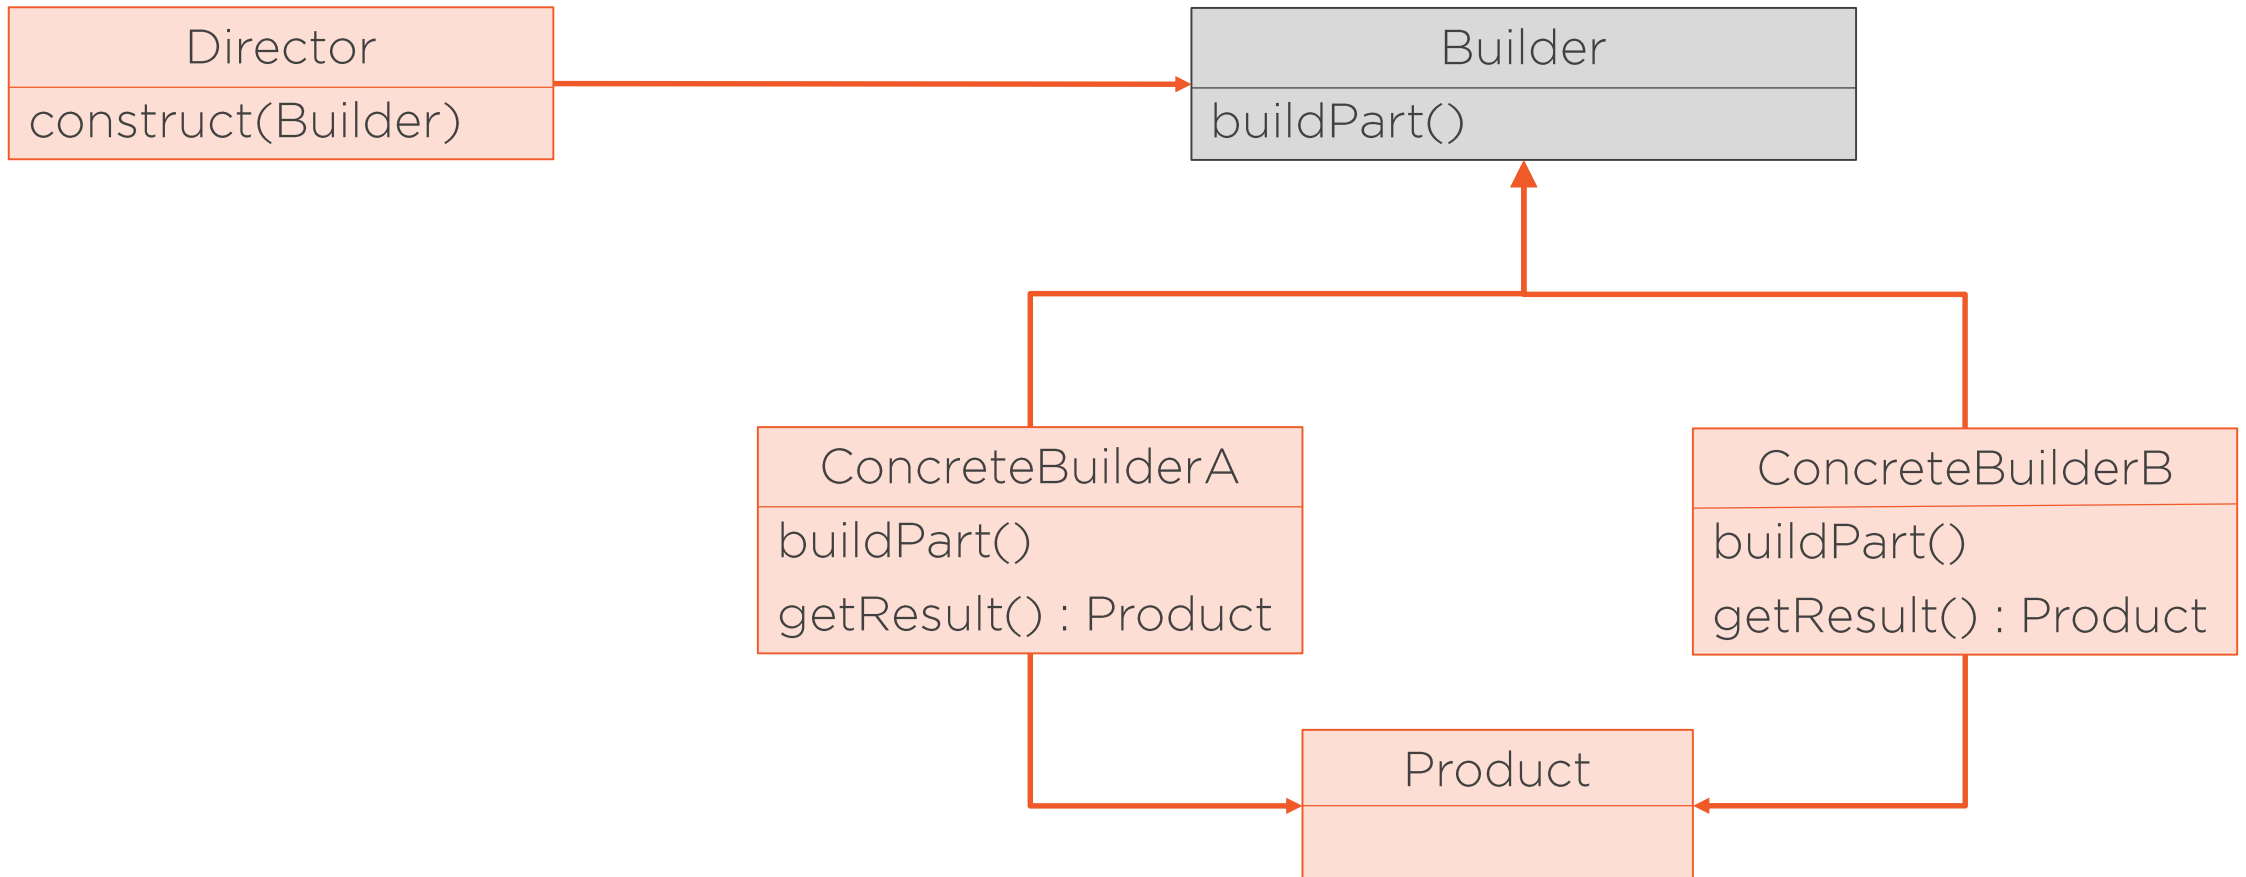 Director
construct(Builder)
Builder
buildPart()
ConcreteBuilderA
buildPart()
getResult() : Product
ConcreteBuilderB
buildPart()
getResult() : Product
Product